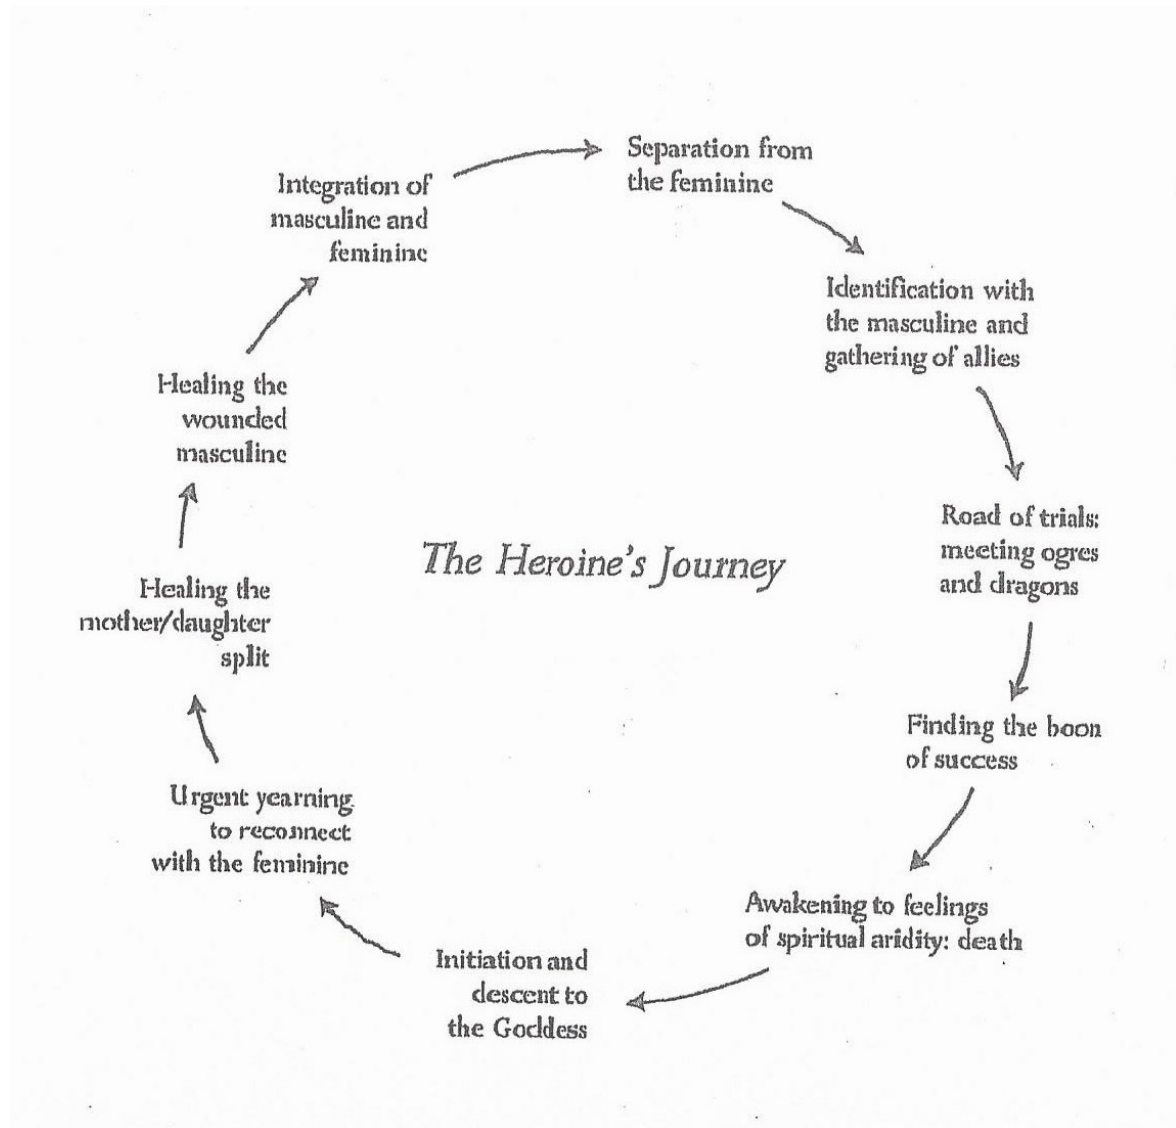 Separation from
the feminine
Identification with
the masculine and
gathering of allies
Road of trials:
meeting ogres
and dragons
Finding the boon
of success
Awakening to feelings
of spiritual aridity: death
Initiation and
descent to
the Goddess
Urgent yearning
to reconnect
with the feminine
Healing the
mother/daughter
split
Healing the
wounded
masculine
Integration of
masculine and
feminine
The Heroine's Journey